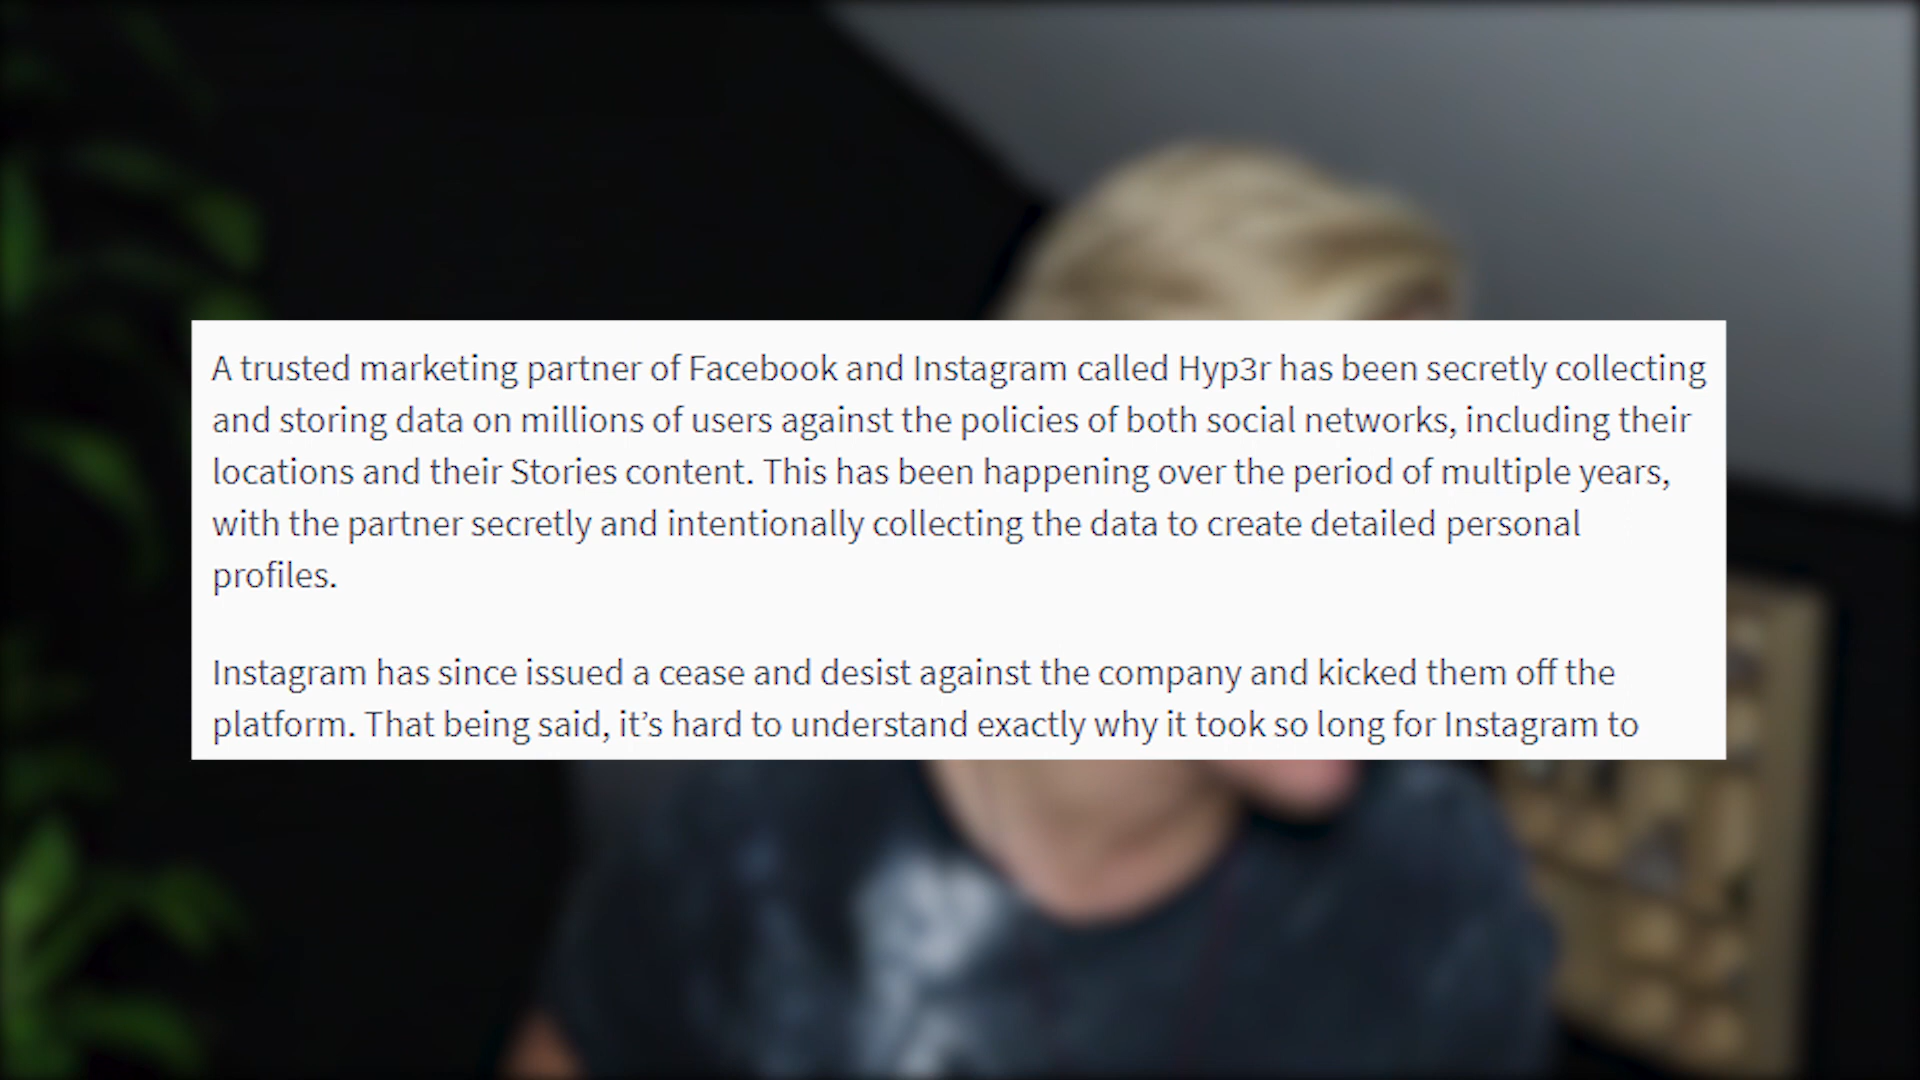 A trusted marketing partner of Facebook and Instagram called Hyp3r has been secretly collecting
and storing data on millions of users against the policies of both social networks, including their
locations and their Stories content. This has been happening over the period of multiple years,
with the partner secretly and intentionally collecting the data to create detailed personal
profiles.
Instagram has since issued a cease and desist against the company and kicked them off the
platform. That being said, it’s hard to understand exactly why it took so long for Instagram to